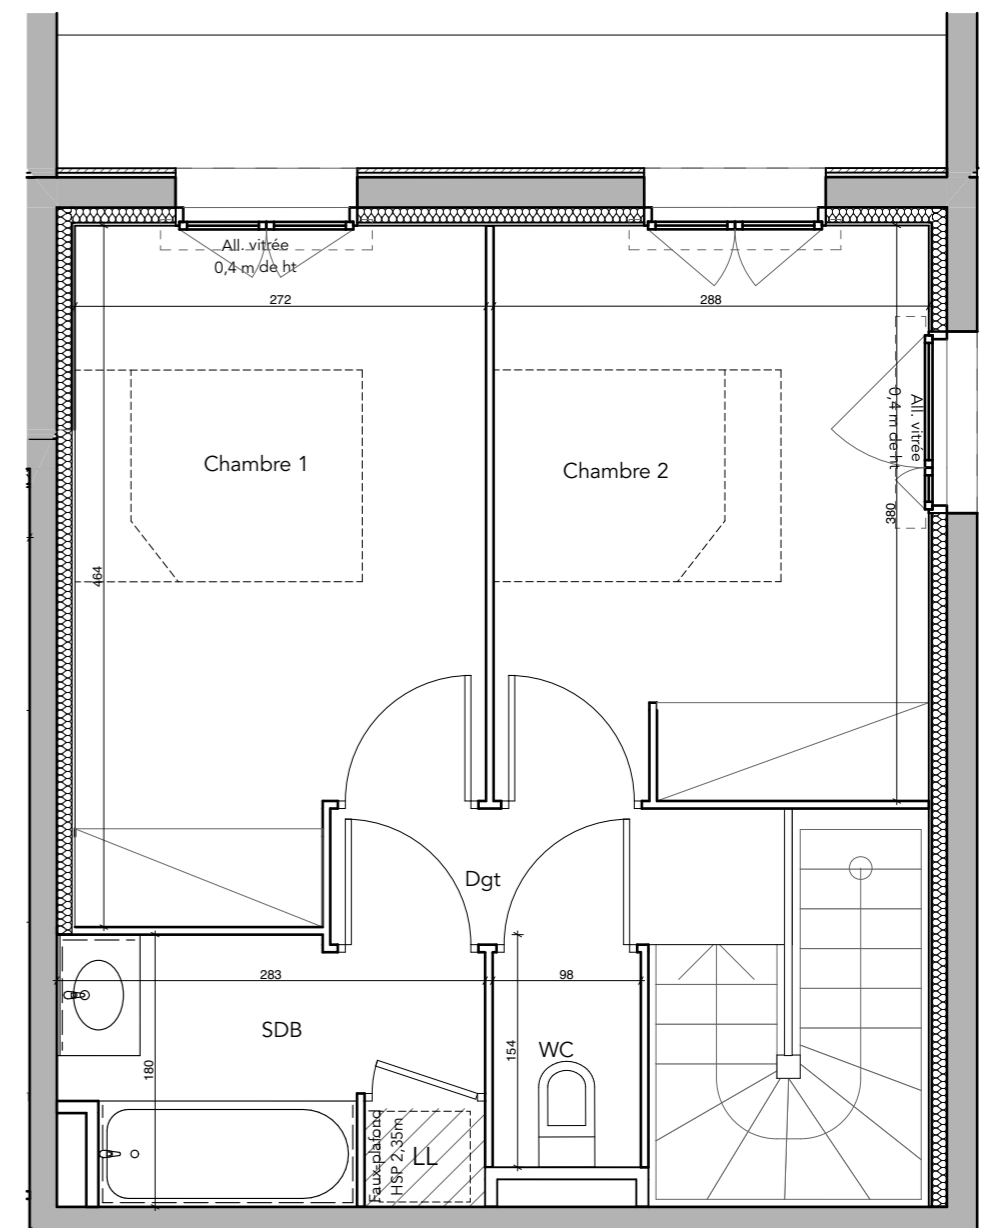 All. vitrée
0,4 m de ht
272
288
All. vitrée
0,4 m de ht
Chambre 1
Chambre 2
380
464
Dgt
283
98
SDB
WC
154
180
Faux-plafond
HSP 2,35m
LL